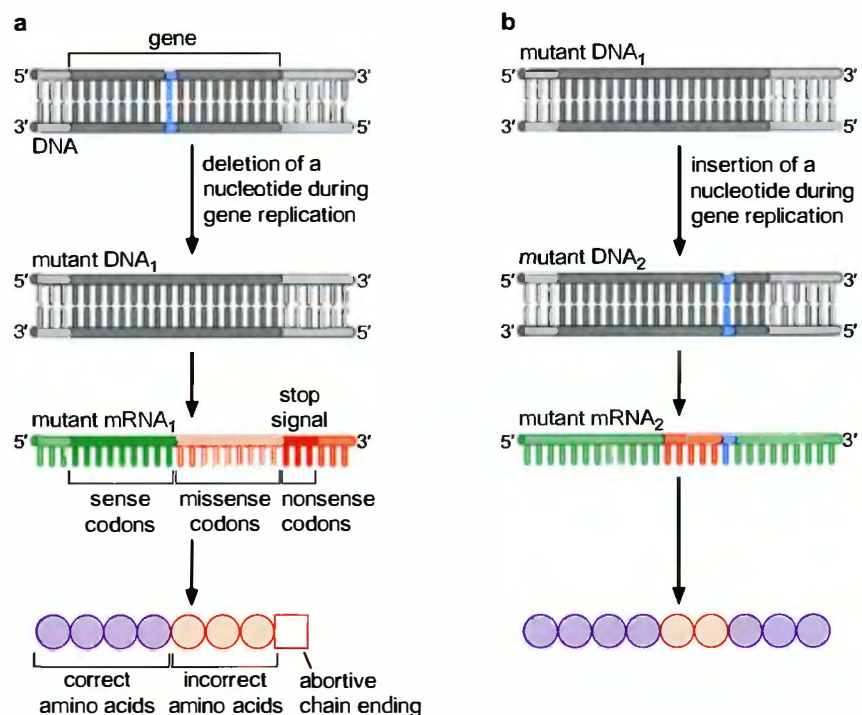 a
gene
5′ 3′
3′ 5′
DNA
deletion of a
nucleotide during
gene replication
mutant DNA₁
5′ 3′
3′ 5′
stop
signal
mutant mRNA₁
5′ 3′
sense
codons
missense
codons
nonsense
codons
correct
amino acids
incorrect
amino acids
abortive
chain ending
b
mutant DNA₁
5′ 3′
3′ 5′
insertion of a
nucleotide during
gene replication
mutant DNA₂
5′ 3′
3′ 5′
mutant mRNA₂
5′ 3′